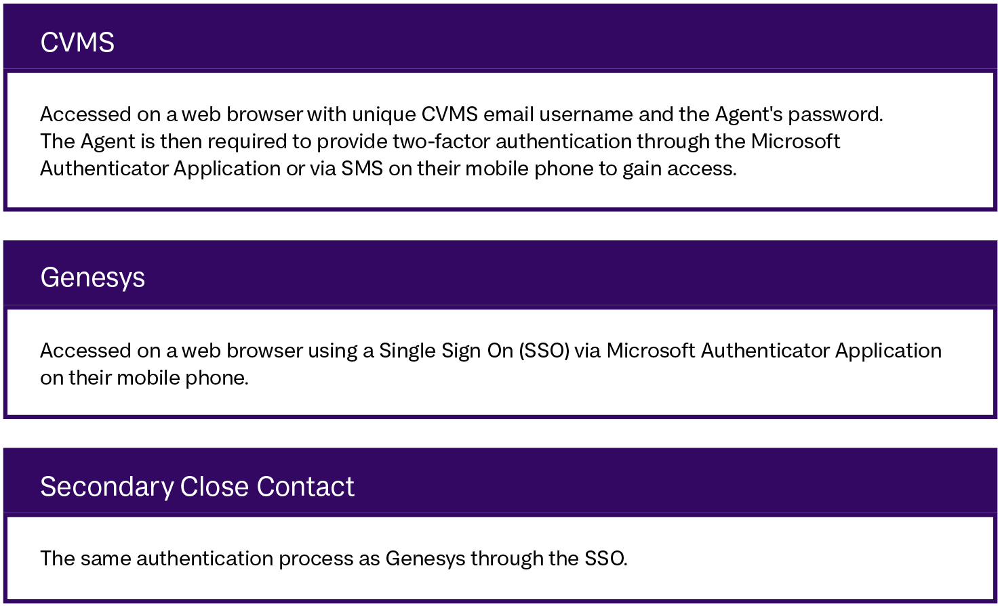 CVMS
Accessed on a web browser with unique CVMS email username and the Agent's password.
The Agent is then required to provide two-factor authentication through the Microsoft
Authenticator Application or via SMS on their mobile phone to gain access.
Genesys
Accessed on a web browser using a Single Sign On (SSO) via Microsoft Authenticator Application
on their mobile phone.
Secondary Close Contact
The same authentication process as Genesys through the SSO.